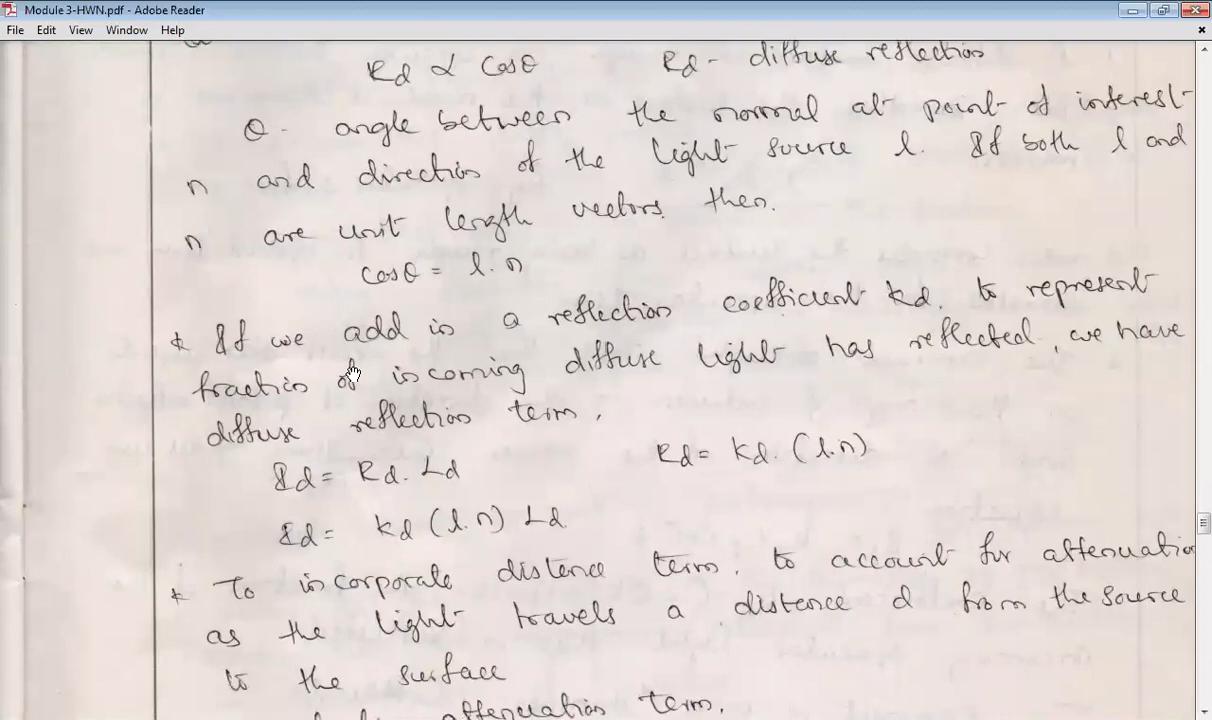 Module 3-HWN.pdf - Adobe Reader
File Edit View Window Help
Rd α cosθ Rd - diffuse reflection
θ - angle between the normal at point of interest
n and direction of the light source l. If both l and
n are unit length vectors then.
cosθ = l.n
* If we add in a reflection coefficient kd. to represent
fraction of incoming diffuse light has reflected, we have
diffuse reflection term,
Id = Rd. Ld Rd = kd. (l.n)
Id = kd (l.n) Ld
* To incorporate distence term, to account for attenuation
as the light travels a distence d from the source
to the surface
attenuation term,